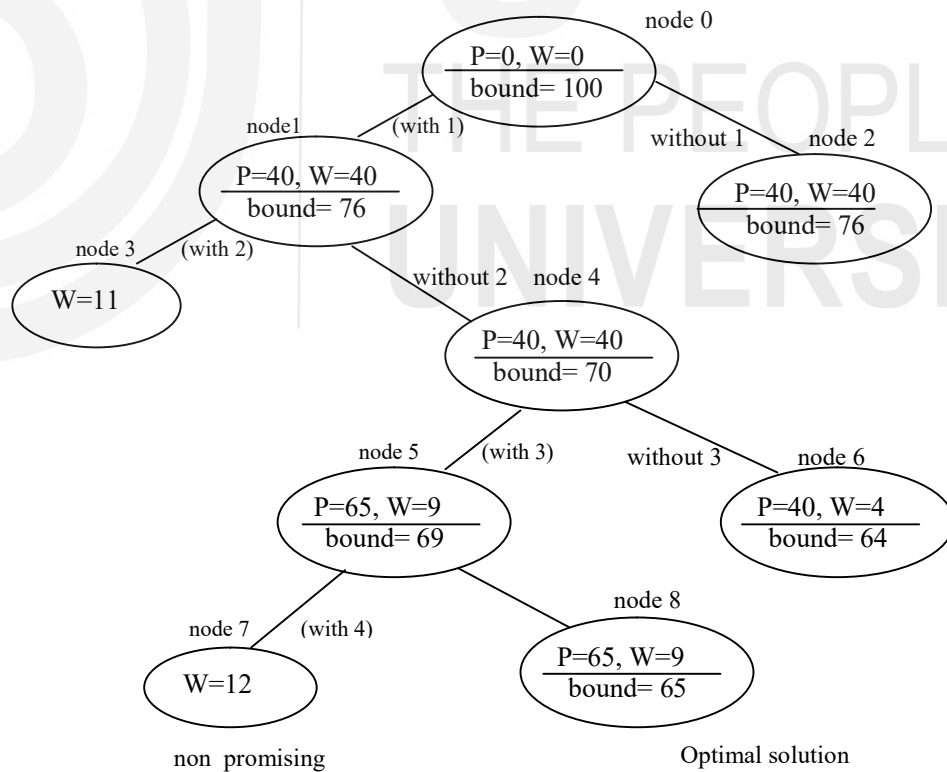 node 0
P=0, W=0
bound= 100
THE PEOPL
node1
(with 1)
without 1
node 2
P=40, W=40
bound= 76
P=40, W=40
bound= 76
UNIVERSI
node 3
(with 2)
W=11
without 2
node 4
P=40, W=40
bound= 70
node 5
(with 3)
without 3
node 6
P=65, W=9
bound= 69
P=40, W=4
bound= 64
node 7
(with 4)
node 8
W=12
P=65, W=9
bound= 65
non promising
Optimal solution